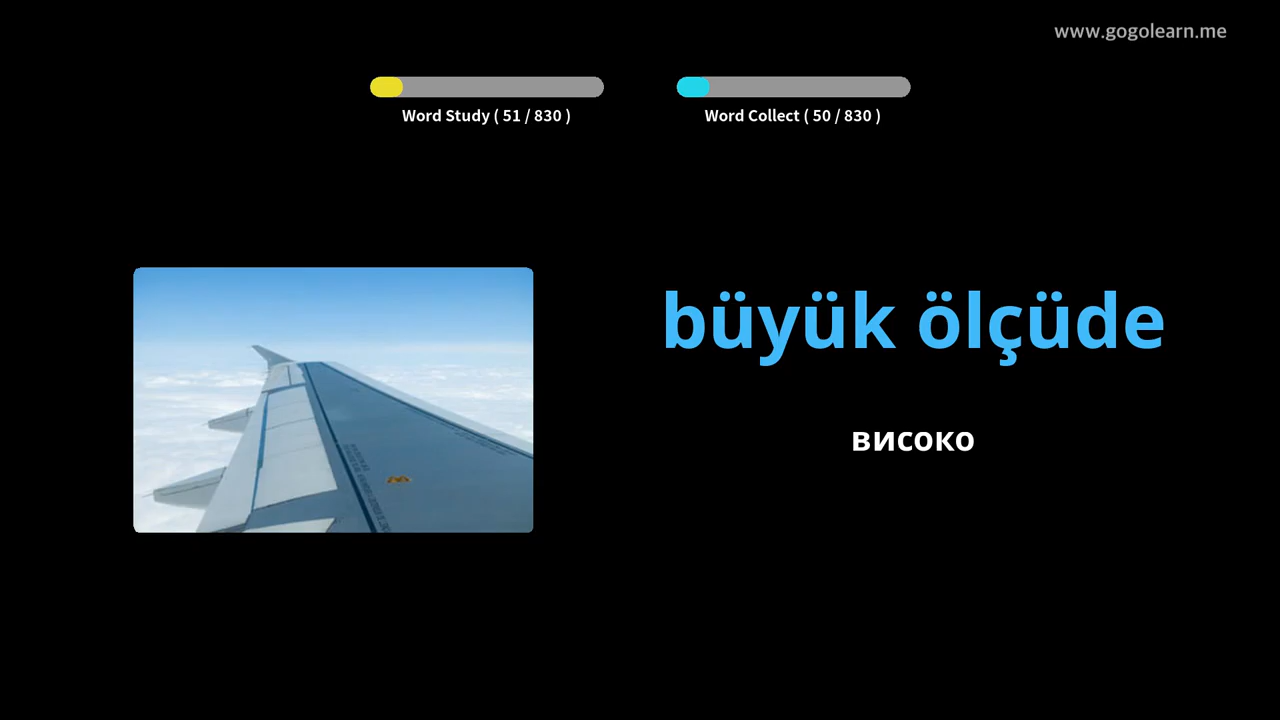 www.gogolearn.me
Word Study ( 51 / 830 )
Word Collect ( 50 / 830 )
büyük ölçüde
високо